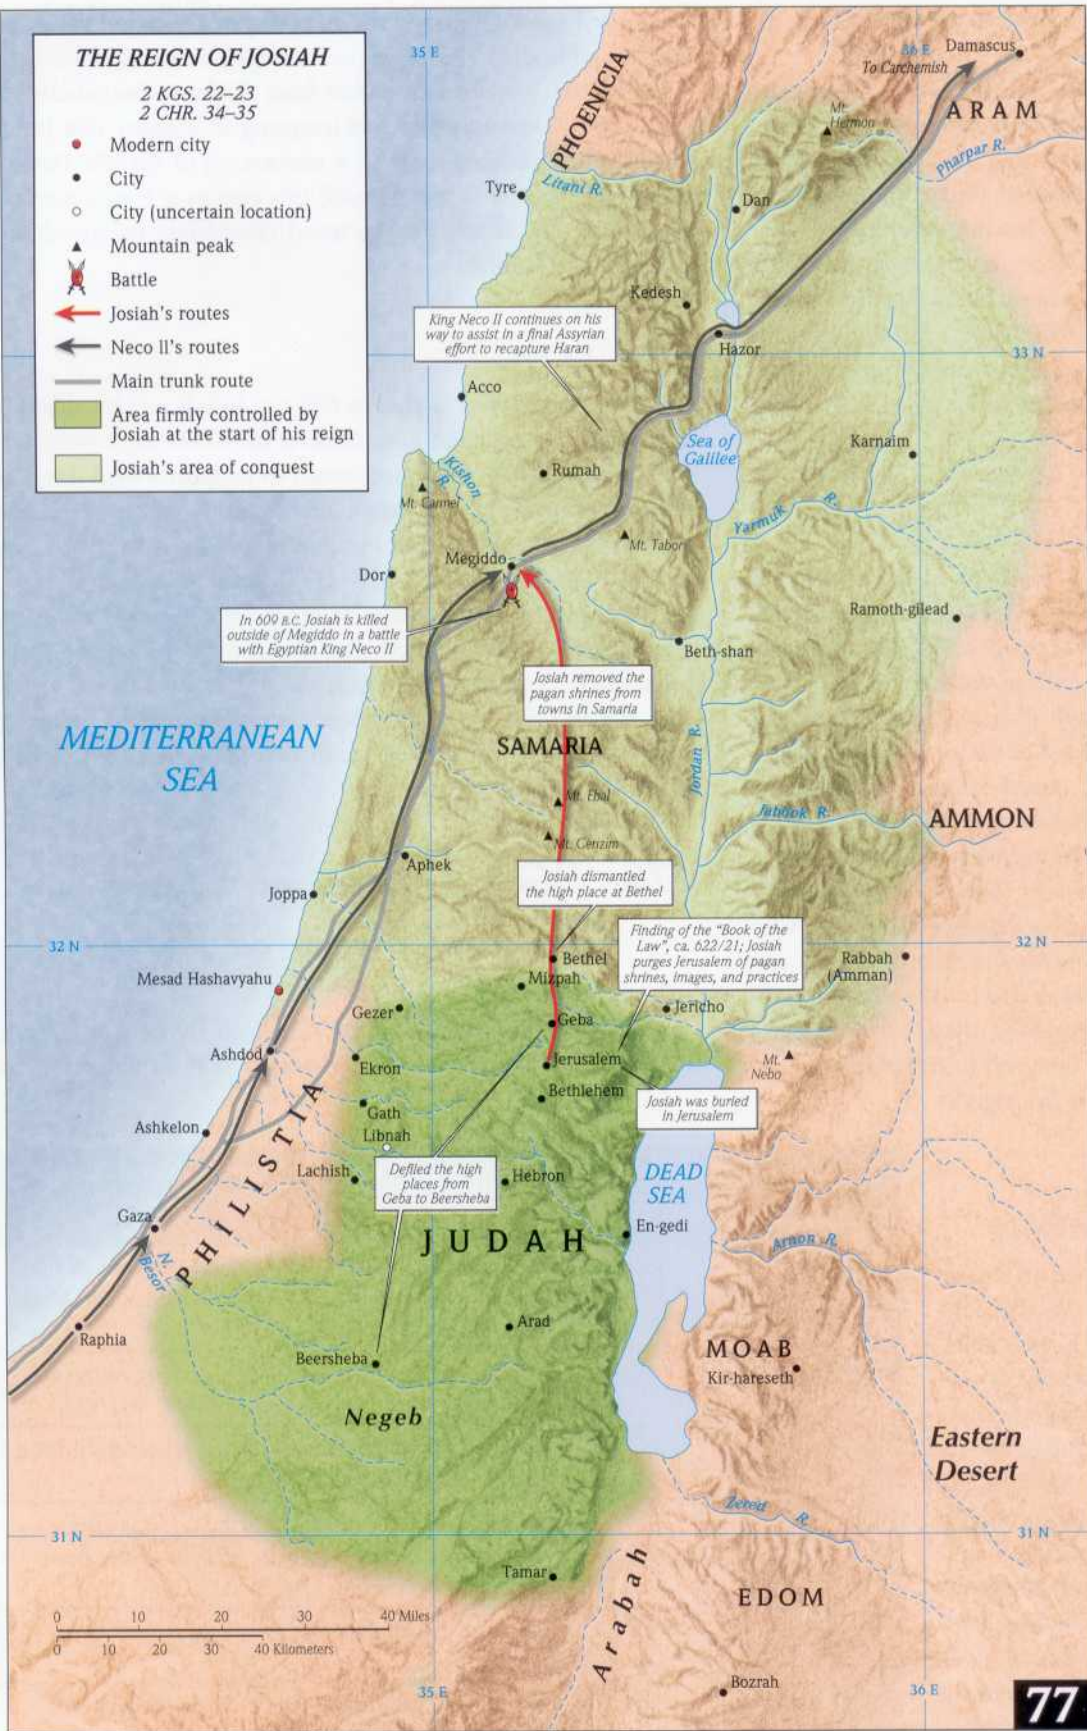 THE REIGN OF JOSIAH
2 KGS. 22–23
2 CHR. 34–35
Modern city
City
City (uncertain location)
Mountain peak
Battle
Josiah's routes
Neco II's routes
Main trunk route
Area firmly controlled by
Josiah at the start of his reign
Josiah's area of conquest
35 E
36 E
Damascus
To Carchemish
PHOENICIA
Mt.
Hermon
ARAM
Pharpar R.
Tyre
Litani R.
Dan
Kedesh
King Neco II continues on his
way to assist in a final Assyrian
effort to recapture Haran
Hazor
33 N
Acco
Sea of
Galilee
Karnaim
Kishon
R.
Rumah
Mt. Carmel
Yarmuk R.
Mt. Tabor
Megiddo
Dor
Ramoth-gilead
In 609 B.C. Josiah is killed
outside of Megiddo in a battle
with Egyptian King Neco II
Beth-shan
Josiah removed the
pagan shrines from
towns in Samaria
MEDITERRANEAN
SEA
SAMARIA
Jordan R.
Mt. Ebal
Jabbok R.
AMMON
Mt. Gerizim
Aphek
Josiah dismantled
the high place at Bethel
Joppa
Finding of the “Book of the
Law”, ca. 622/21; Josiah
purges Jerusalem of pagan
shrines, images, and practices
32 N
32 N
Bethel
Rabbah
(Amman)
Mesad Hashavyahu
Mizpah
Gezer
Geba
Jericho
Ashdod
Ekron
Jerusalem
Mt.
Nebo
Bethlehem
Josiah was buried
in Jerusalem
Gath
Ashkelon
Libnah
PHILISTIA
Lachish
Defiled the high
places from
Geba to Beersheba
Hebron
DEAD
SEA
Gaza
JUDAH
En-gedi
Arnon R.
N.
Besor
Raphia
Arad
MOAB
Beersheba
Kir-hareseth
Negeb
Eastern
Desert
Zered R.
31 N
31 N
Tamar
Arabah
EDOM
0 10 20 30 40 Miles
0 10 20 30 40 Kilometers
Bozrah
35 E
36 E
77